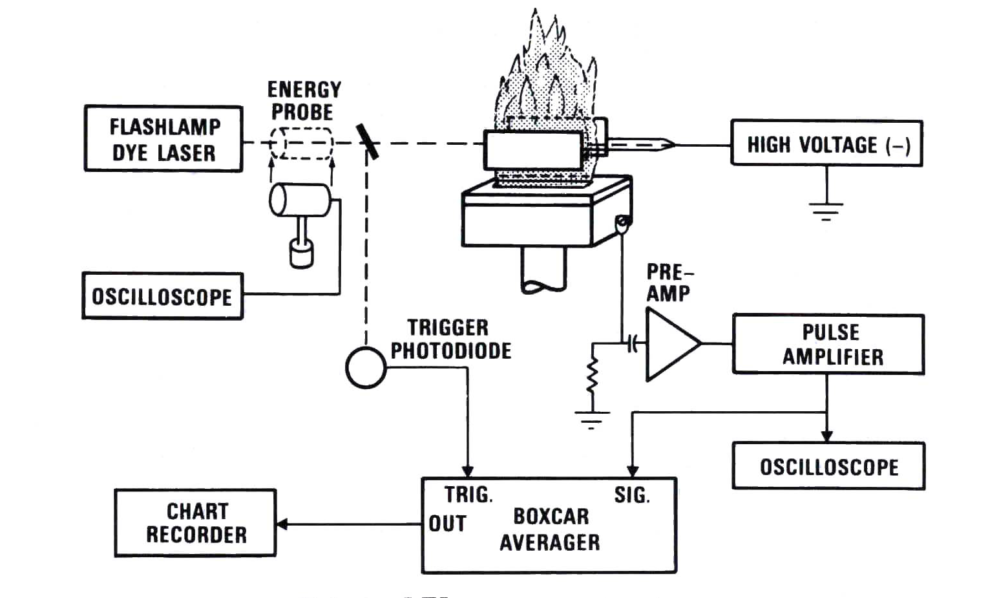 ENERGY
PROBE
FLASHLAMP
DYE LASER
HIGH VOLTAGE (–)
OSCILLOSCOPE
PRE–
AMP
TRIGGER
PHOTODIODE
PULSE
AMPLIFIER
OSCILLOSCOPE
TRIG.
SIG.
OUT
BOXCAR
AVERAGER
CHART
RECORDER